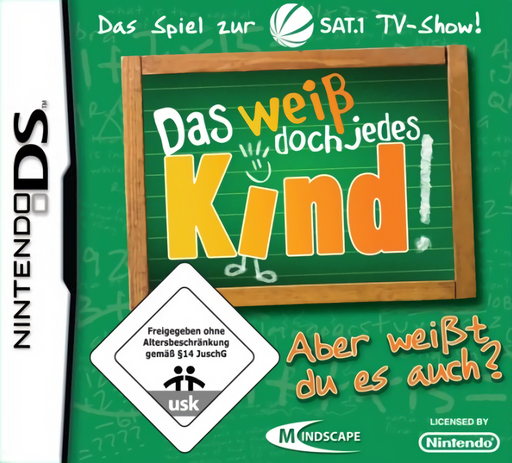 Das Spiel zur SAT.1 TV-Show!
NINTENDO DS™
Das weiß
doch jedes
Kind!
Freigegeben ohne
Altersbeschränkung
gemäß §14 JuschG
usk
Aber weißt
du es auch?
MINDSCAPE
LICENSED BY
Nintendo